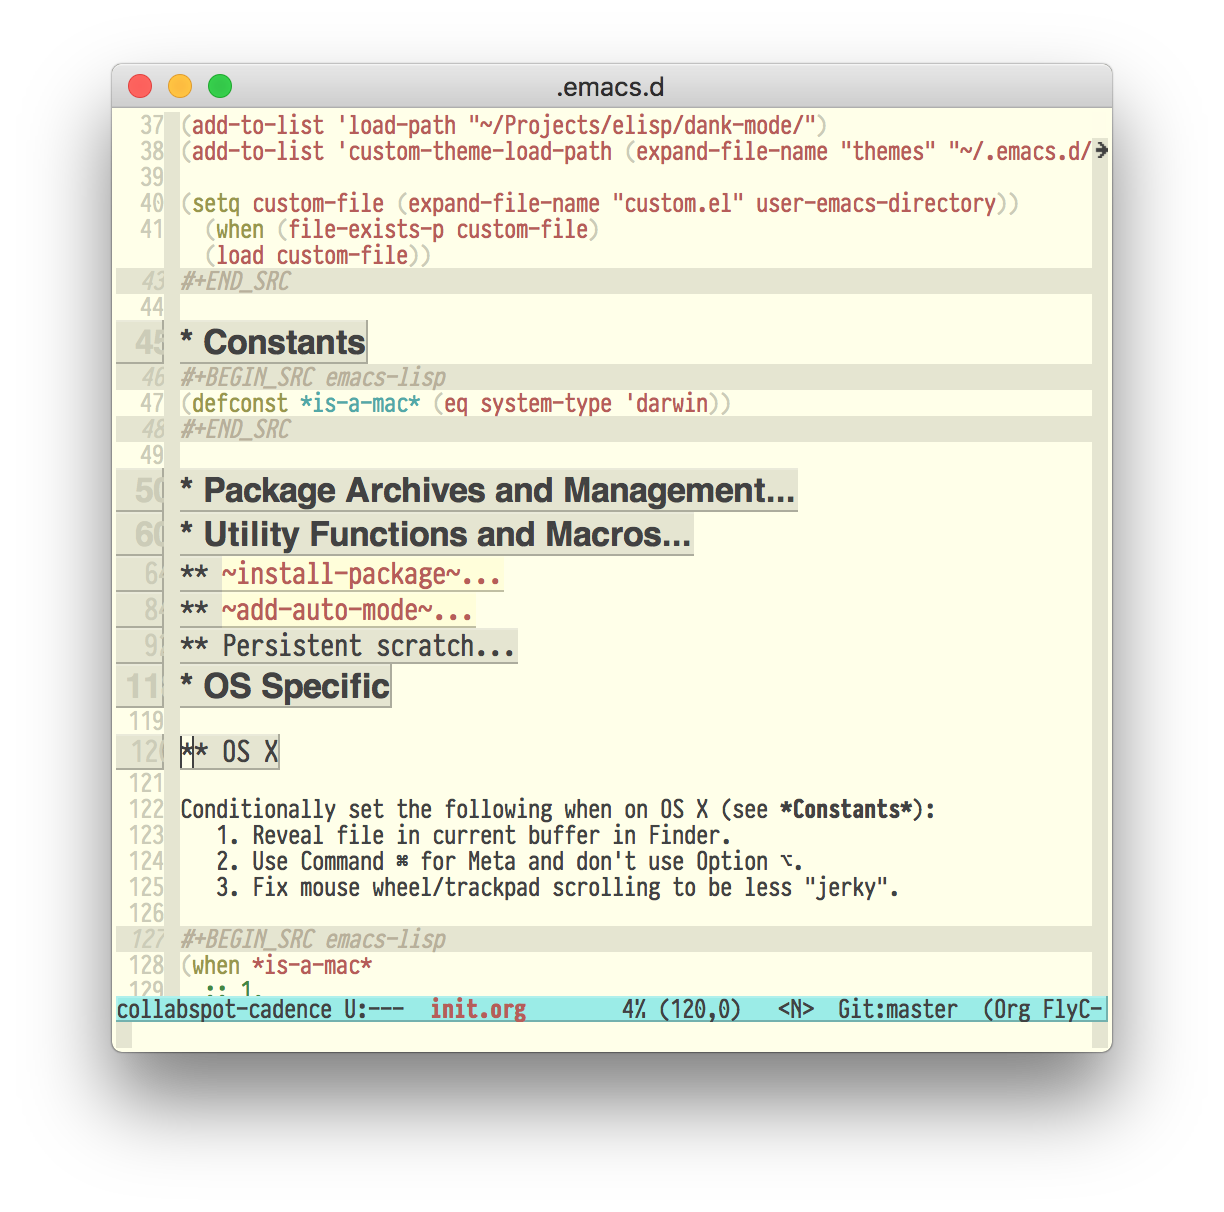 .emacs.d
37 (add-to-list 'load-path "~/Projects/elisp/dank-mode/")
38 (add-to-list 'custom-theme-load-path (expand-file-name "themes" "~/.emacs.d/
39
40 (setq custom-file (expand-file-name "custom.el" user-emacs-directory))
41 (when (file-exists-p custom-file)
(load custom-file))
43 #+END_SRC
44
45 * Constants
46 #+BEGIN_SRC emacs-lisp
47 (defconst *is-a-mac* (eq system-type 'darwin))
48 #+END_SRC
49
50 * Package Archives and Management...
60 * Utility Functions and Macros...
64 ** ~install-package~...
84 ** ~add-auto-mode~...
92 ** Persistent scratch...
118 * OS Specific
119
120 ** OS X
121
122 Conditionally set the following when on OS X (see *Constants*):
123 1. Reveal file in current buffer in Finder.
124 2. Use Command ⌘ for Meta and don't use Option ⌥.
125 3. Fix mouse wheel/trackpad scrolling to be less "jerky".
126
127 #+BEGIN_SRC emacs-lisp
128 (when *is-a-mac*
129 ;; 1.
collabspot-cadence U:--- init.org 4% (120,0) <N> Git:master (Org FlyC-